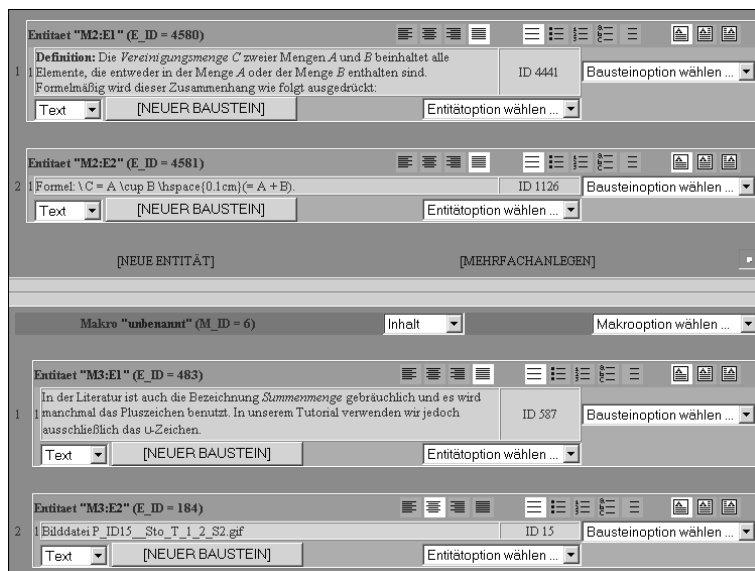 Entitaet "M2:E1" (E_ID = 4580)
1 1 Definition: Die Vereinigungsmenge C zweier Mengen A und B beinhaltet alle
Elemente, die entweder in der Menge A oder der Menge B enthalten sind.
Formelmäßig wird dieser Zusammenhang wie folgt ausgedrückt:
ID 4441
Bausteinoption wählen ...
Text [NEUER BAUSTEIN] Entitätoption wählen ...
Entitaet "M2:E2" (E_ID = 4581)
2 1 Formel: \ C = A \cup B \hspace{0.1cm}(= A + B). ID 1126 Bausteinoption wählen ...
Text [NEUER BAUSTEIN] Entitätoption wählen ...
[NEUE ENTITÄT] [MEHRFACHANLEGEN]
Makro "unbenannt" (M_ID = 6) Inhalt Makrooption wählen ...
Entitaet "M3:E1" (E_ID = 483)
1 1 In der Literatur ist auch die Bezeichnung Summenmenge gebräuchlich und es wird
manchmal das Pluszeichen benutzt. In unserem Tutorial verwenden wir jedoch
ausschließlich das ∪-Zeichen.
ID 587
Bausteinoption wählen ...
Text [NEUER BAUSTEIN] Entitätoption wählen ...
Entitaet "M3:E2" (E_ID = 184)
2 1 Bilddatei P_ID15__Sto_T_1_2_S2.gif ID 15 Bausteinoption wählen ...
Text [NEUER BAUSTEIN] Entitätoption wählen ...